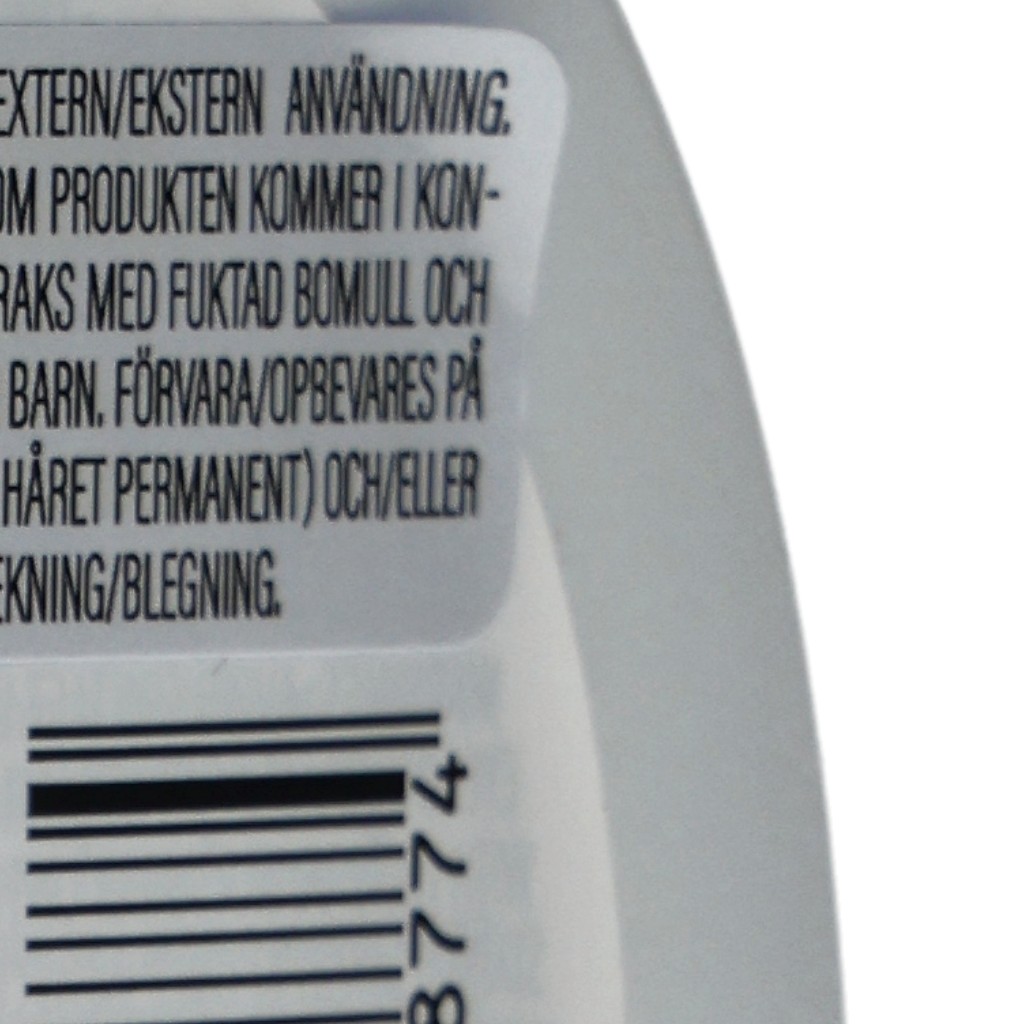 EXTERN/EKSTERN ANVÄNDNING.
OM PRODUKTEN KOMMER I KON-
RAKS MED FUKTAD BOMULL OCH
BARN. FÖRVARA/OPBEVARES PÅ
HÅRET PERMANENT) OCH/ELLER
EKNING/BLEGNING.
8774